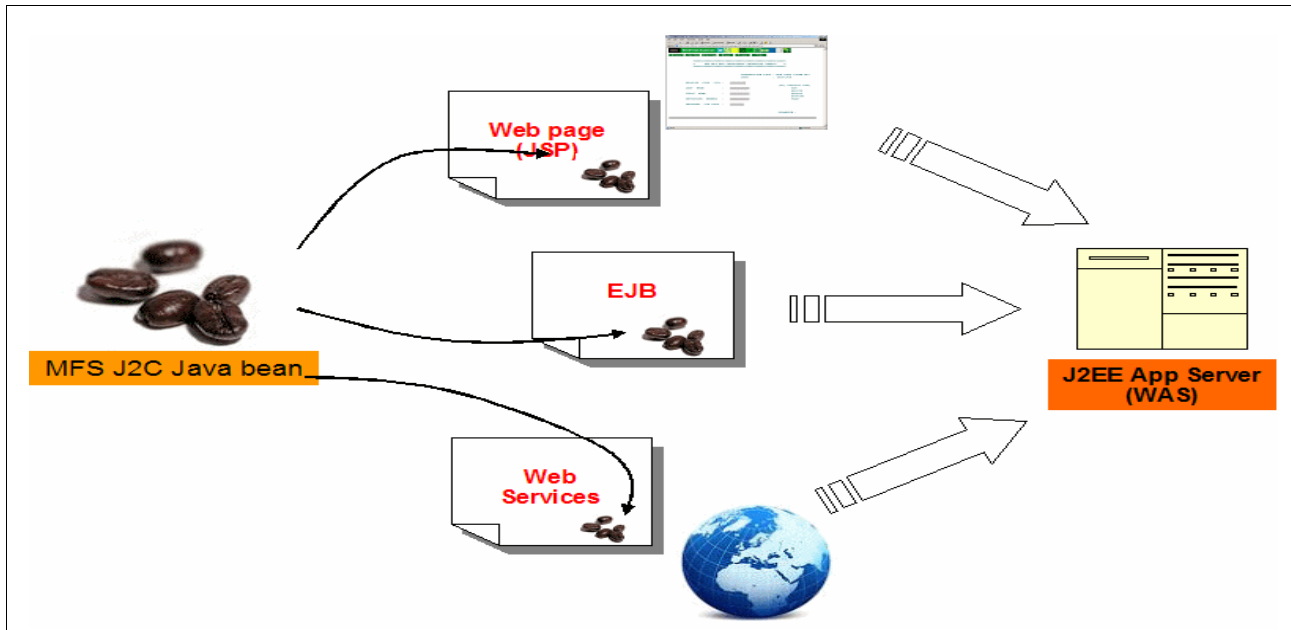 Web page
(JSP)
EJB
MFS J2C Java bean
J2EE App Server
(WAS)
Web
Services